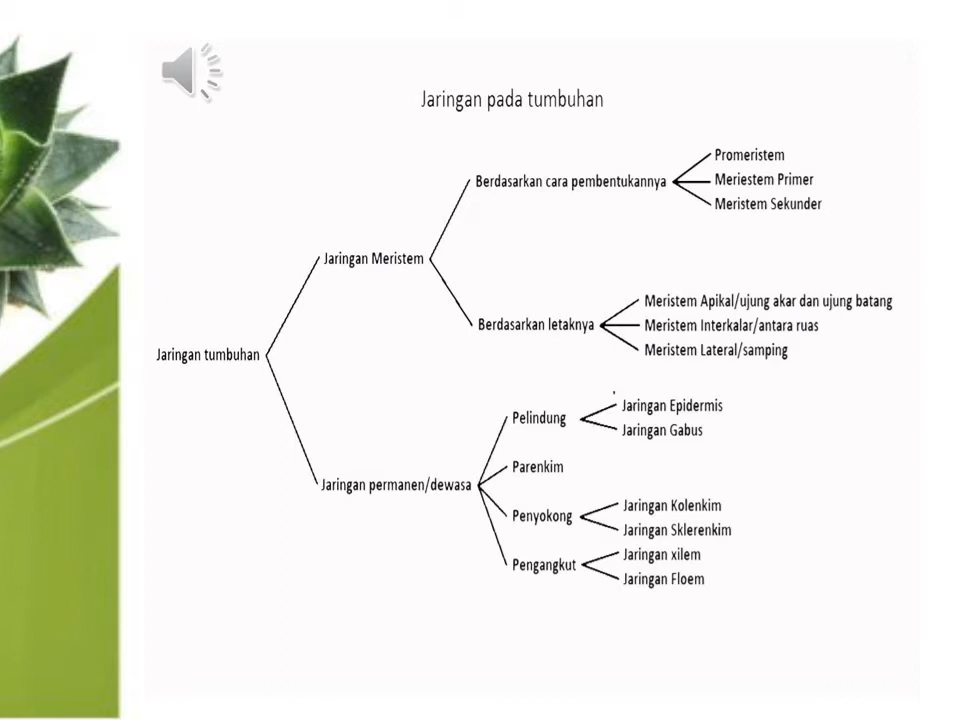 Jaringan pada tumbuhan
Jaringan tumbuhan
Jaringan Meristem
Berdasarkan cara pembentukannya
Promeristem
Meriestem Primer
Meristem Sekunder
Berdasarkan letaknya
Meristem Apikal/ujung akar dan ujung batang
Meristem Interkalar/antara ruas
Meristem Lateral/samping
Jaringan permanen/dewasa
Pelindung
Jaringan Epidermis
Jaringan Gabus
Parenkim
Penyokong
Jaringan Kolenkim
Jaringan Sklerenkim
Pengangkut
Jaringan xilem
Jaringan Floem